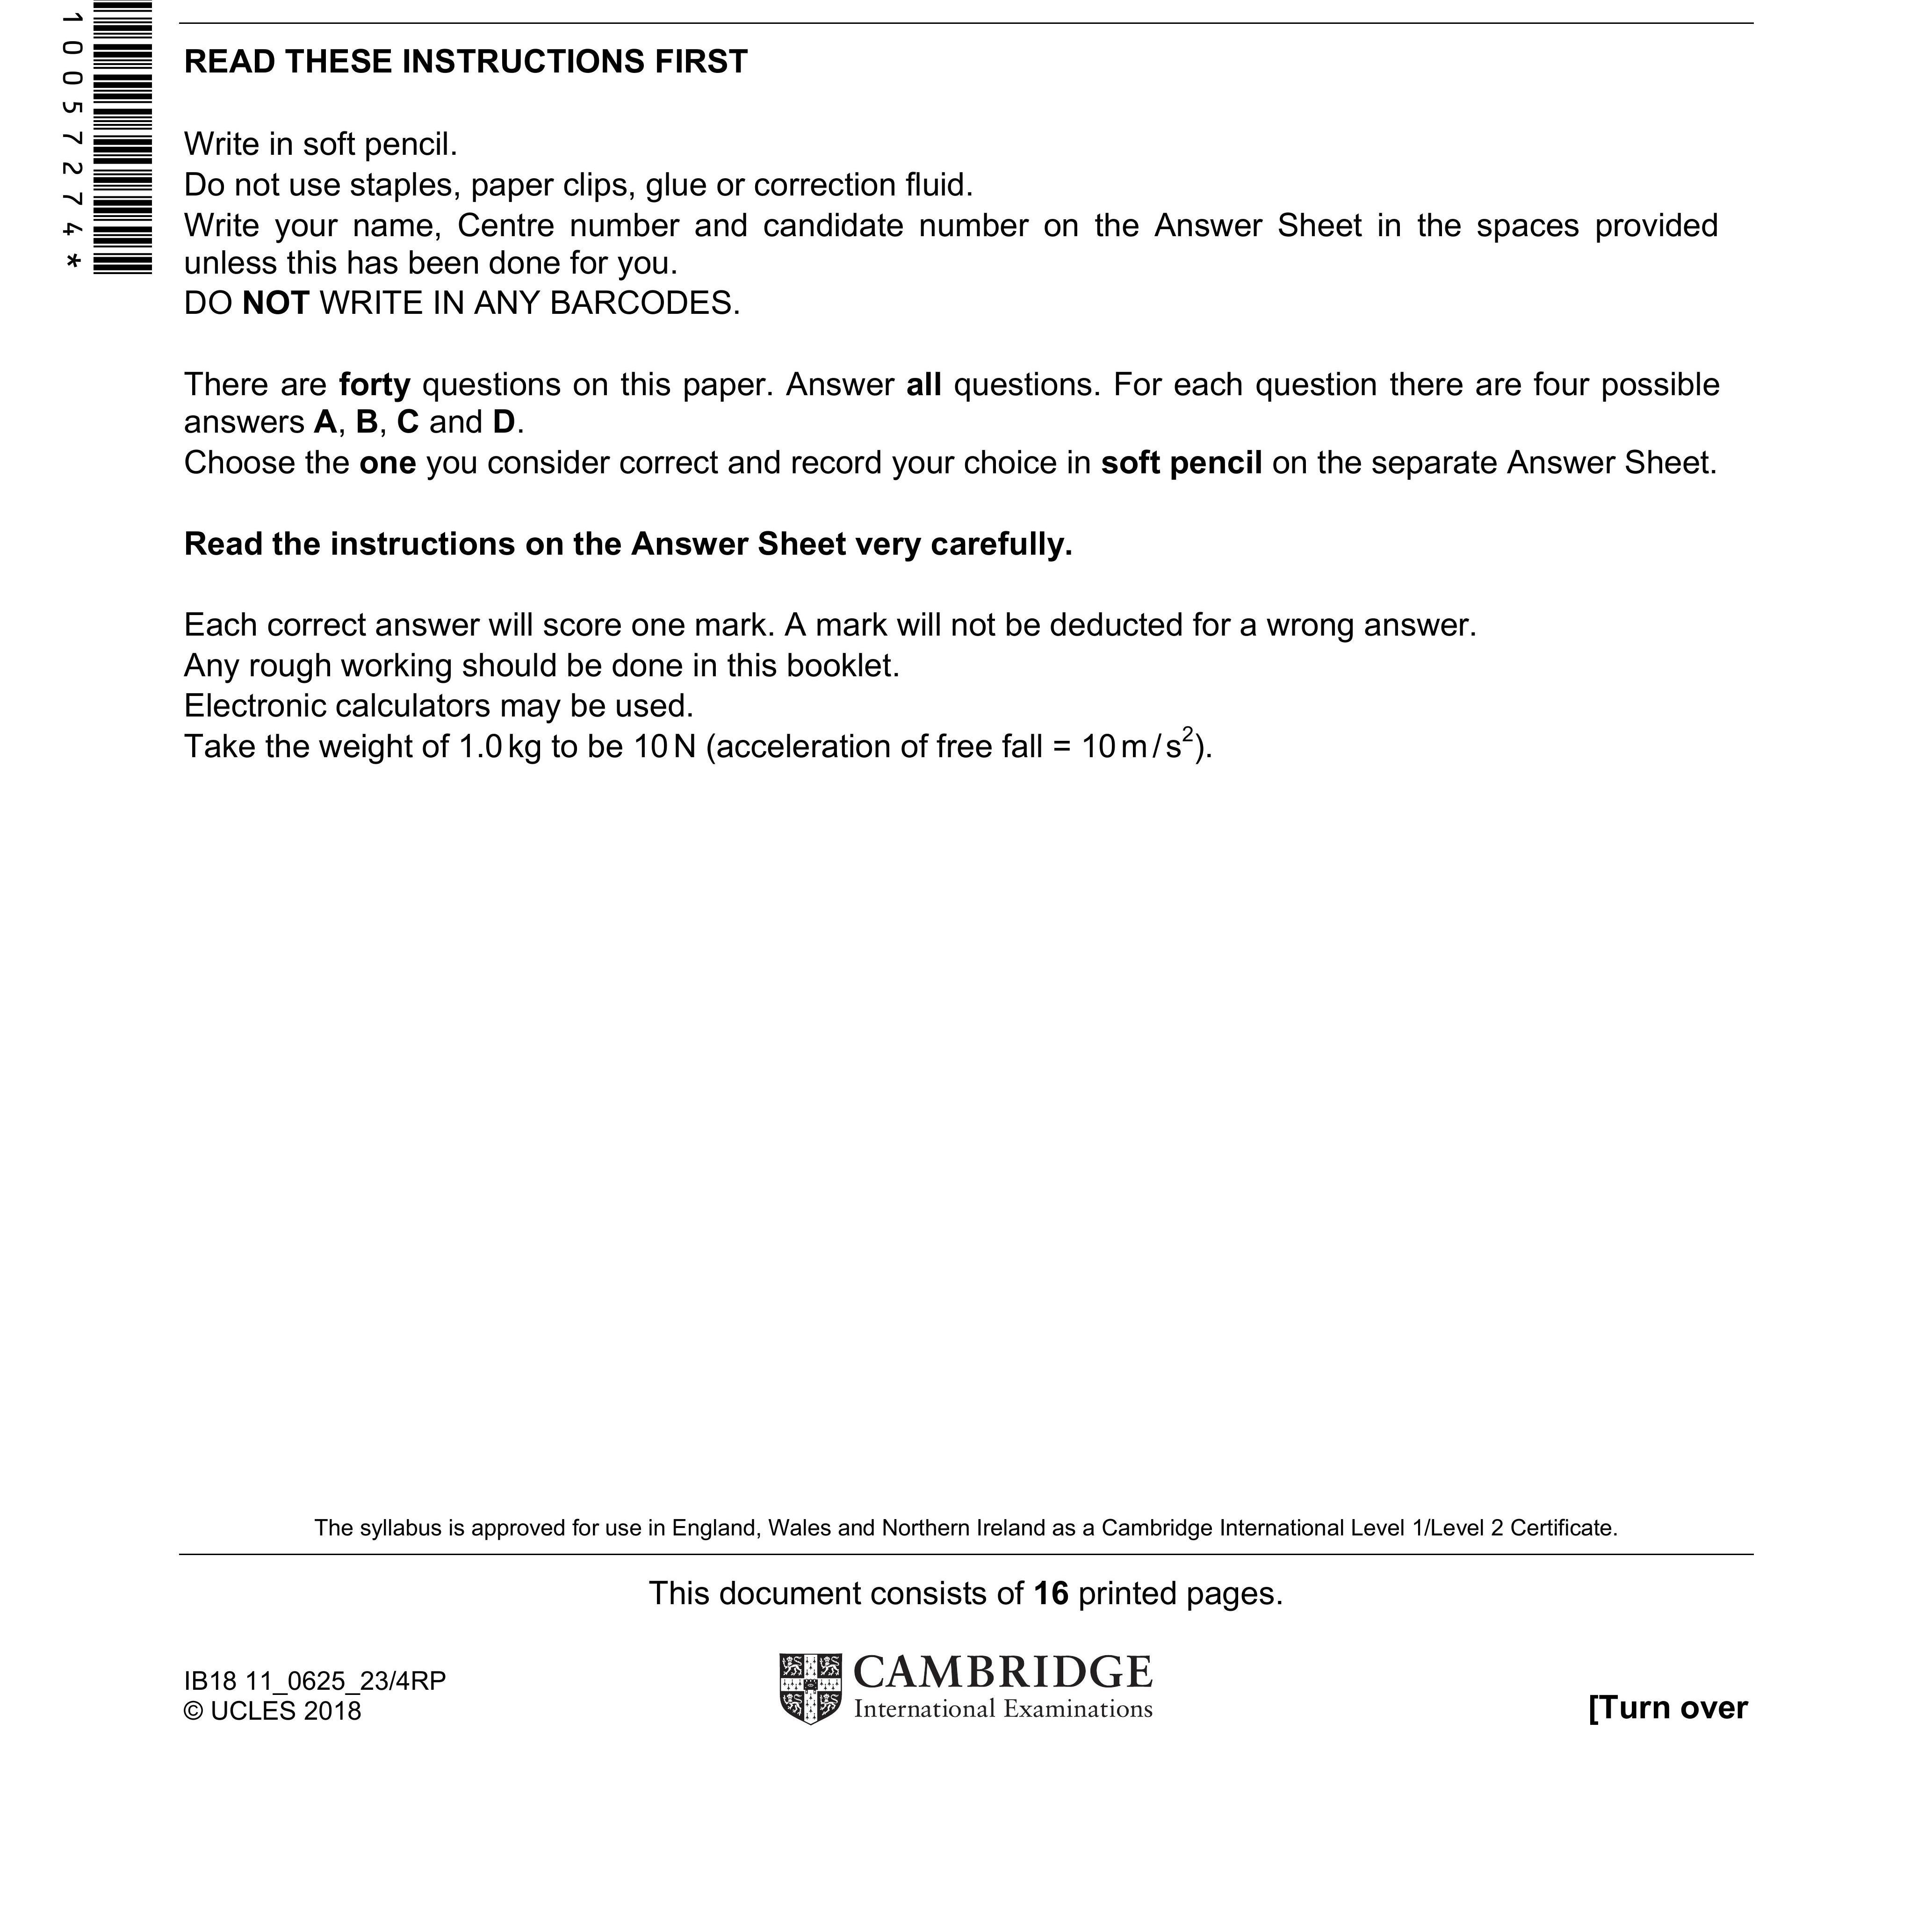 1005727 4*
READ THESE INSTRUCTIONS FIRST
Write in soft pencil.
Do not use staples, paper clips, glue or correction fluid.
Write your name, Centre number and candidate number on the Answer Sheet in the spaces provided
unless this has been done for you.
DO NOT WRITE IN ANY BARCODES.
There are forty questions on this paper. Answer all questions. For each question there are four possible
answers A, B, C and D.
Choose the one you consider correct and record your choice in soft pencil on the separate Answer Sheet.
Read the instructions on the Answer Sheet very carefully.
Each correct answer will score one mark. A mark will not be deducted for a wrong answer.
Any rough working should be done in this booklet.
Electronic calculators may be used.
Take the weight of 1.0 kg to be 10 N (acceleration of free fall = 10 m / s²).
The syllabus is approved for use in England, Wales and Northern Ireland as a Cambridge International Level 1/Level 2 Certificate.
This document consists of 16 printed pages.
IB18 11_0625_23/4RP
© UCLES 2018
CAMBRIDGE
International Examinations
[Turn over